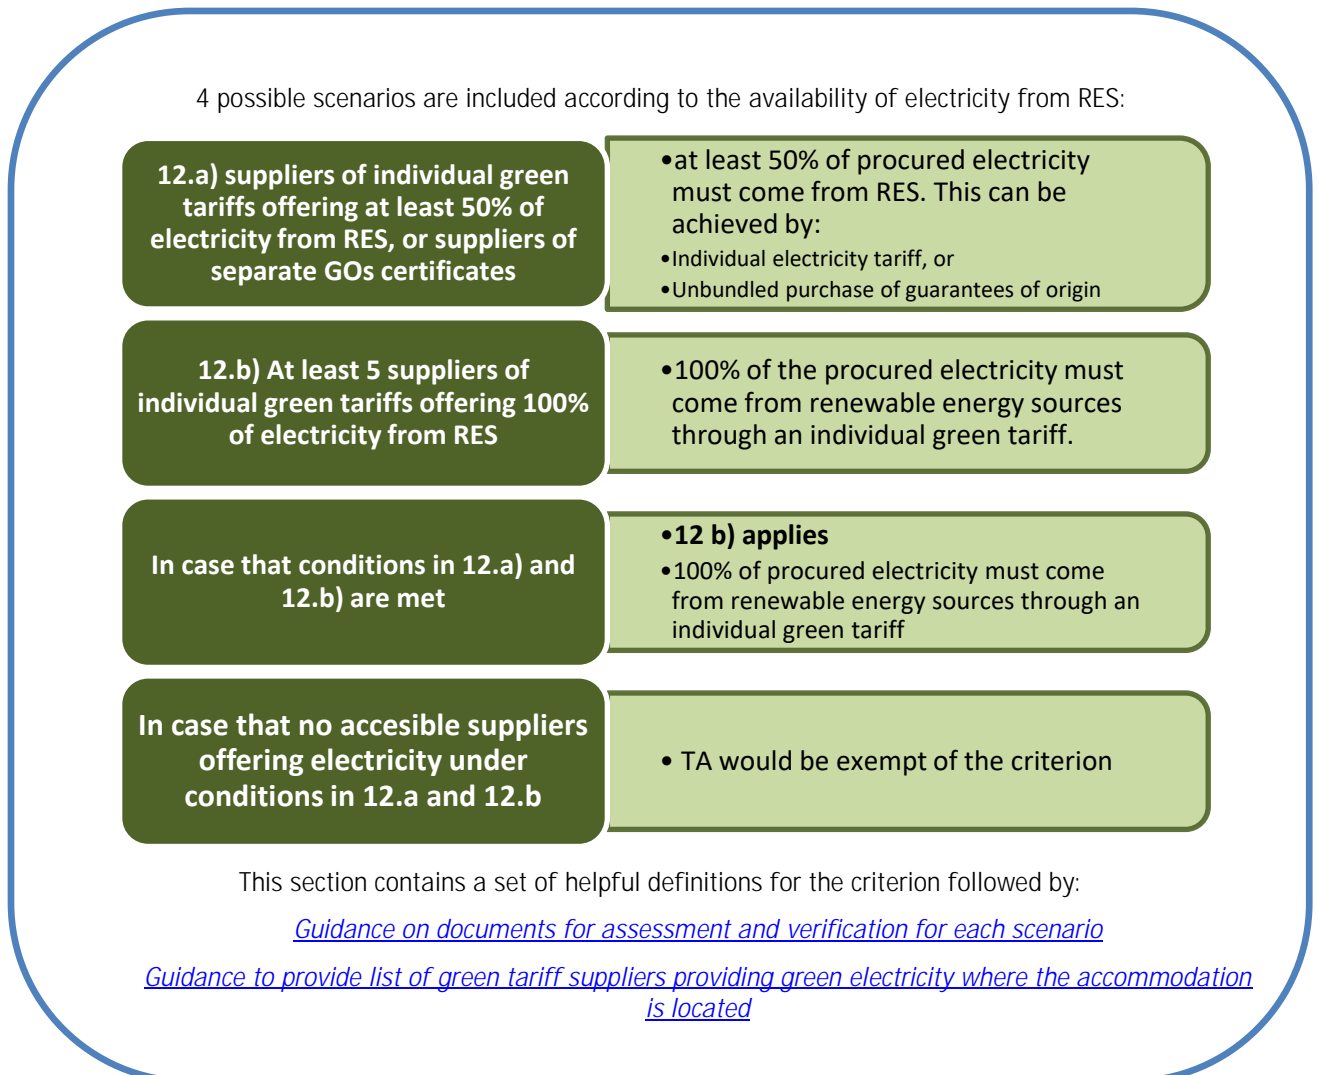 4 possible scenarios are included according to the availability of electricity from RES:
12.a) suppliers of individual green
tariffs offering at least 50% of
electricity from RES, or suppliers of
separate GOs certificates
•at least 50% of procured electricity
must come from RES. This can be
achieved by:
•Individual electricity tariff, or
•Unbundled purchase of guarantees of origin
12.b) At least 5 suppliers of
individual green tariffs offering 100%
of electricity from RES
•100% of the procured electricity must
come from renewable energy sources
through an individual green tariff.
In case that conditions in 12.a) and
12.b) are met
•12 b) applies
•100% of procured electricity must come
from renewable energy sources through an
individual green tariff
In case that no accesible suppliers
offering electricity under
conditions in 12.a and 12.b
• TA would be exempt of the criterion
This section contains a set of helpful definitions for the criterion followed by:
Guidance on documents for assessment and verification for each scenario
Guidance to provide list of green tariff suppliers providing green electricity where the accommodation
is located